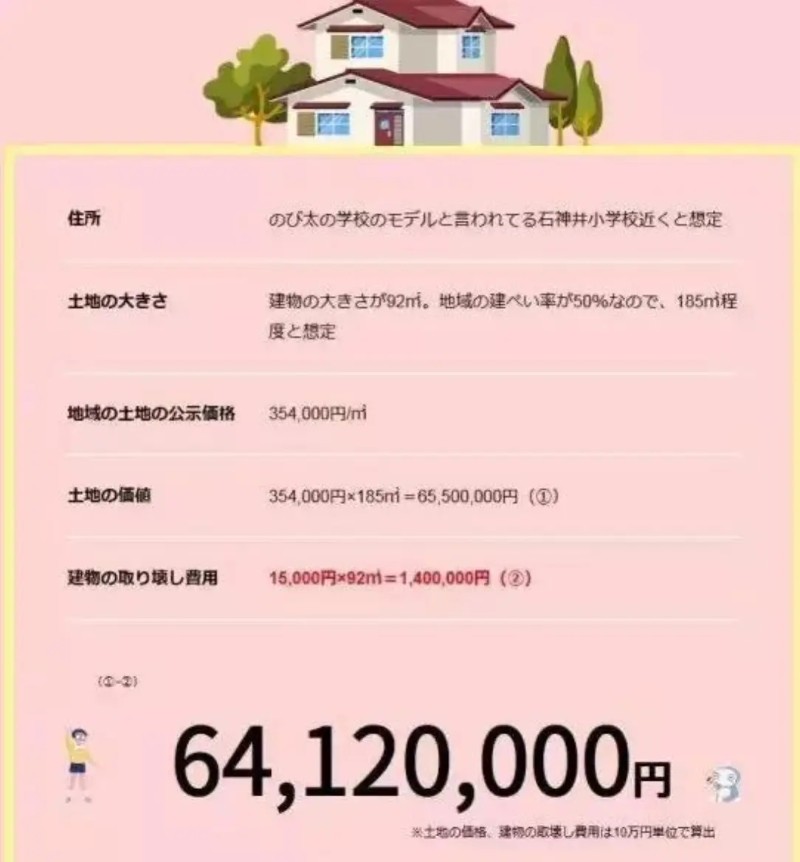 住所
のび太の学校のモデルと言われてる石神井小学校近くと想定
土地の大きさ
建物の大きさが92㎡。地域の建ぺい率が50%なので、185㎡程
度と想定
地域の土地の公示価格
354,000円/㎡
土地の価値
354,000円×185㎡=65,500,000円（①）
建物の取り壊し費用
15,000円×92㎡=1,400,000円（②）
（①-②）
64,120,000円
※土地の価格、建物の取壊し費用は10万円単位で算出